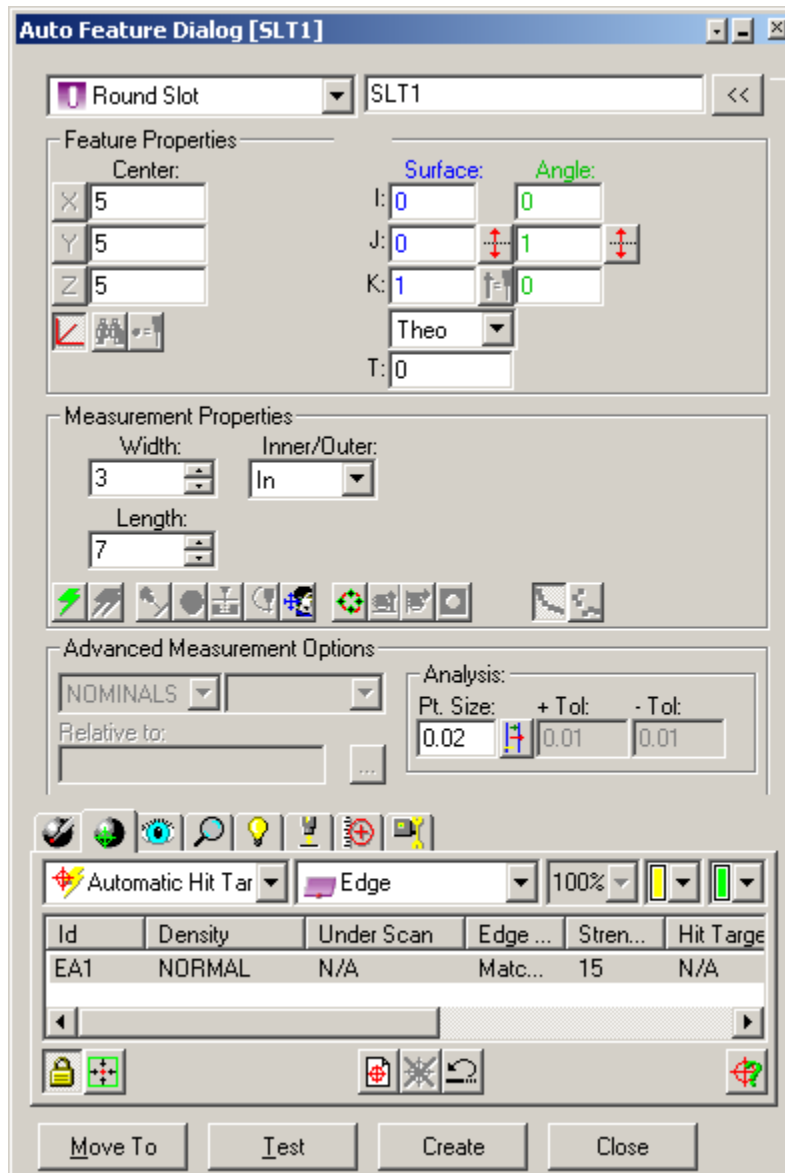 Auto Feature Dialog [SLT1]
Round Slot SLT1 <<
Feature Properties
Center: Surface: Angle:
X 5 I: 0 0
Y 5 J: 0 1
Z 5 K: 1 0
Theo
T: 0
Measurement Properties
Width: Inner/Outer:
3 In
Length:
7
Advanced Measurement Options
NOMINALS
Analysis:
Pt. Size: + Tol: - Tol:
0.02 0.01 0.01
Relative to:
...
Automatic Hit Tar Edge 100%
Id Density Under Scan Edge ... Stren... Hit Targe
EA1 NORMAL N/A Matc... 15 N/A
Move To Test Create Close